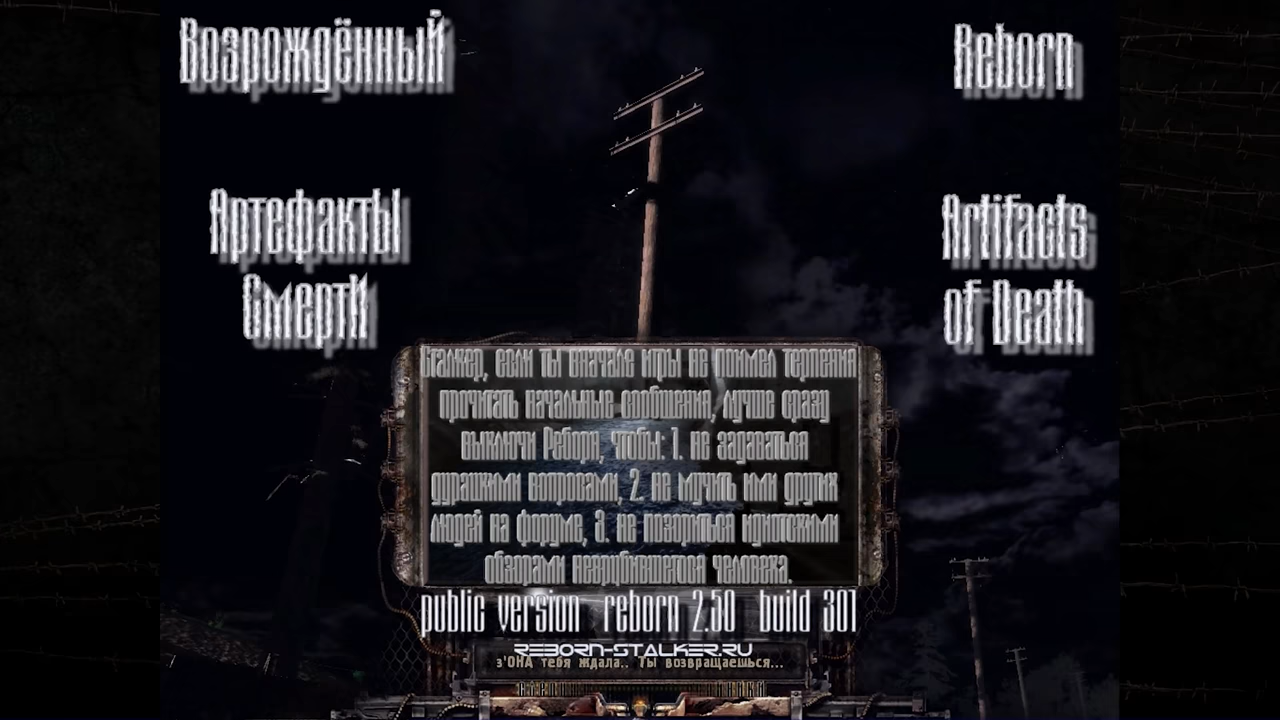 Возрождённый
Reborn
Артефакты
Смерти
Artifacts
of Death
Сталкер, если ты вначале игры не поимел терпения
прочитать начальные сообщения, лучше сразу
выключи Реборн, чтобы: 1. не задаваться
дурацкими вопросами, 2. не мучить ими других
людей на форуме, 3. не позориться идиотскими
обзорами неврубившегося человека.
public version reborn 2.50 build 301
REBORN-STALKER.RU
з'ОНА тебя ждала.. Ты возвращаешься...